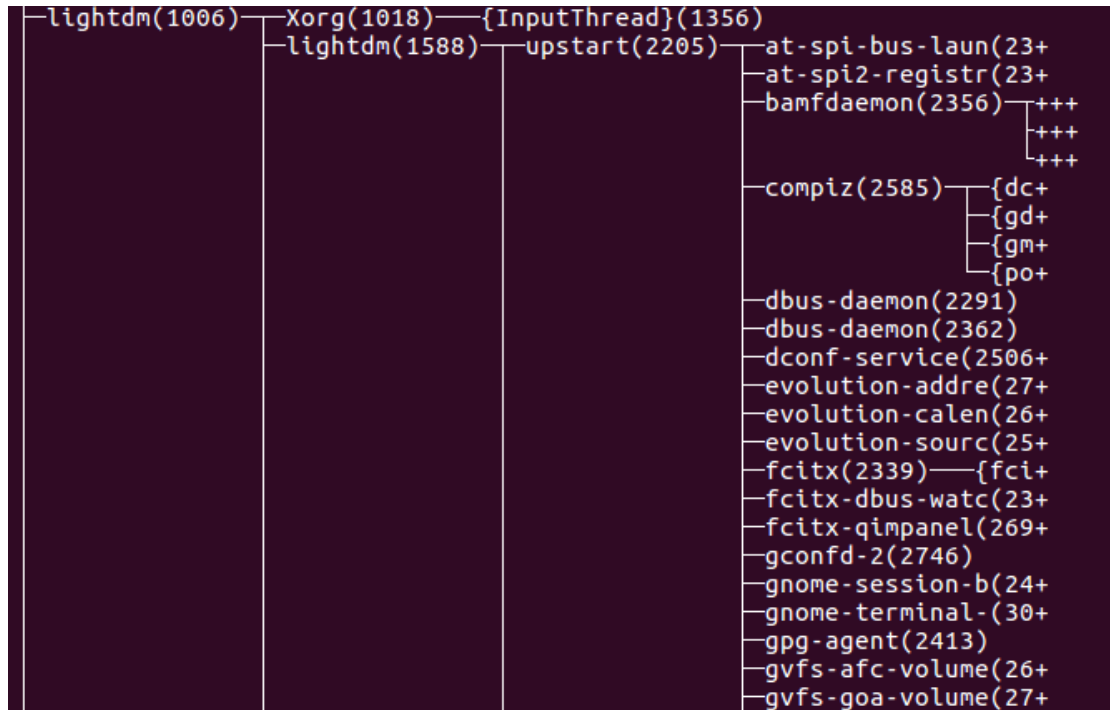 ├─lightdm(1006)─┬─Xorg(1018)───{InputThread}(1356)
├─lightdm(1588)─┬─upstart(2205)─┬─at-spi-bus-laun(23+
├─at-spi2-registr(23+
├─bamfdaemon(2356)─┬─+++
├─+++
└─+++
├─compiz(2585)─┬─{dc+
├─{gd+
├─{gm+
└─{po+
├─dbus-daemon(2291)
├─dbus-daemon(2362)
├─dconf-service(2506+
├─evolution-addre(27+
├─evolution-calen(26+
├─evolution-sourc(25+
├─fcitx(2339)───{fci+
├─fcitx-dbus-watc(23+
├─fcitx-qimpanel(269+
├─gconfd-2(2746)
├─gnome-session-b(24+
├─gnome-terminal-(30+
├─gpg-agent(2413)
├─gvfs-afc-volume(26+
├─gvfs-goa-volume(27+